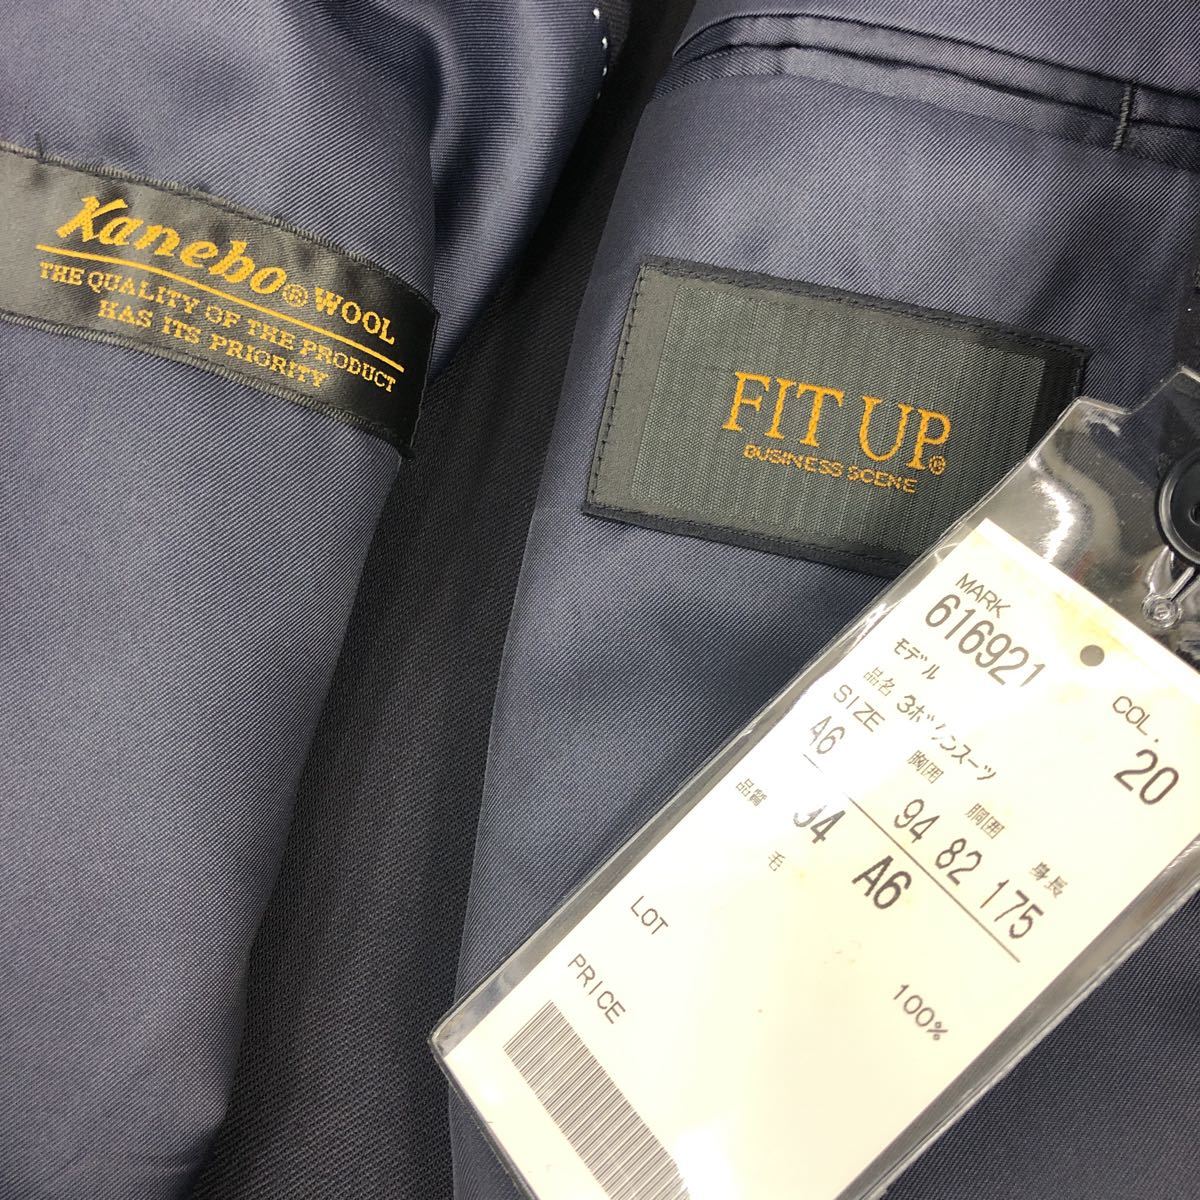 Kanebo® WOOL
THE QUALITY OF THE PRODUCT
HAS ITS PRIORITY
FIT UP®
BUSINESS SCENE
MARK
616921
COL.
20
モデル
品名 3ボタンスーツ
SIZE 胸囲 胴囲 身長
A6 94 82 175
品質 94 A6
毛 100%
LOT
PRICE